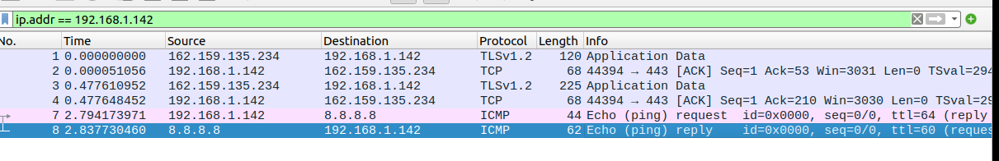 ip.addr == 192.168.1.142
No. Time Source Destination Protocol Length Info
1 0.000000000 162.159.135.234 192.168.1.142 TLSv1.2 120 Application Data
2 0.000051056 192.168.1.142 162.159.135.234 TCP 68 44394 → 443 [ACK] Seq=1 Ack=53 Win=3031 Len=0 TSval=294
3 0.477610952 162.159.135.234 192.168.1.142 TLSv1.2 225 Application Data
4 0.477648452 192.168.1.142 162.159.135.234 TCP 68 44394 → 443 [ACK] Seq=1 Ack=210 Win=3030 Len=0 TSval=29
7 2.794173971 192.168.1.142 8.8.8.8 ICMP 44 Echo (ping) request id=0x0000, seq=0/0, ttl=64 (reply
8 2.837730460 8.8.8.8 192.168.1.142 ICMP 62 Echo (ping) reply id=0x0000, seq=0/0, ttl=60 (reques